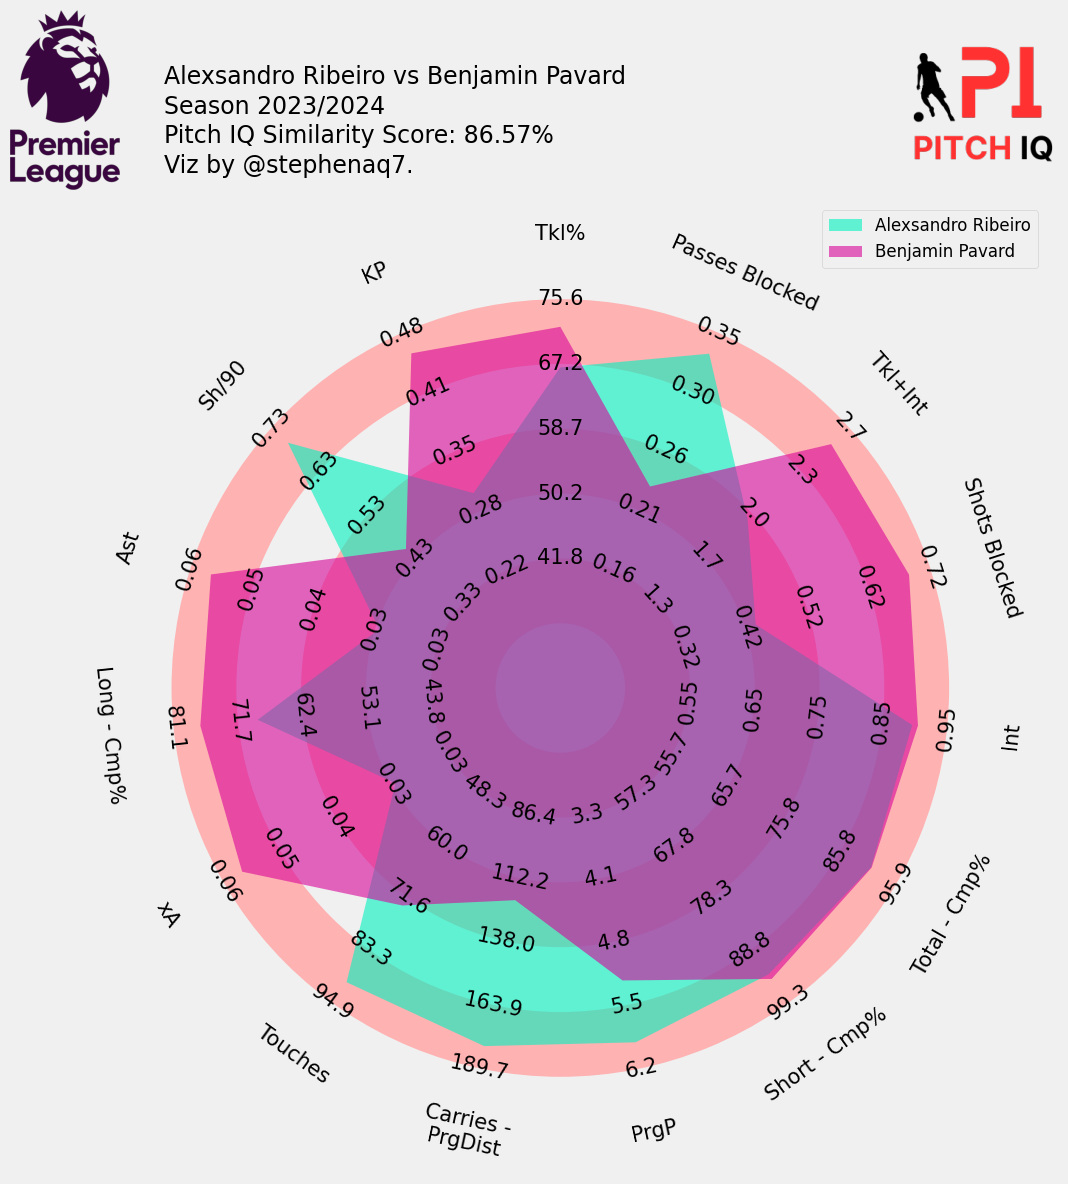 Premier
League
Alexsandro Ribeiro vs Benjamin Pavard
Season 2023/2024
Pitch IQ Similarity Score: 86.57%
Viz by @stephenaq7.
PI
PITCH IQ
Alexsandro Ribeiro
Benjamin Pavard
Tkl%
Passes Blocked
Tkl+Int
Shots Blocked
Int
Total - Cmp%
Short - Cmp%
PrgP
Carries -
PrgDist
Touches
xA
Long - Cmp%
Ast
Sh/90
KP
75.6
67.2
58.7
50.2
41.8
0.35
0.30
0.26
0.21
0.16
2.7
2.3
2.0
1.7
1.3
0.72
0.62
0.52
0.42
0.32
0.95
0.85
0.75
0.65
0.55
95.9
85.8
75.8
65.7
55.7
99.3
88.8
78.3
67.8
57.3
6.2
5.5
4.8
4.1
3.3
189.7
163.9
138.0
112.2
86.4
94.9
83.3
71.6
60.0
48.3
0.06
0.05
0.04
0.03
0.03
81.1
71.7
62.4
53.1
43.8
0.06
0.05
0.04
0.03
0.03
0.73
0.63
0.53
0.43
0.33
0.48
0.41
0.35
0.28
0.22